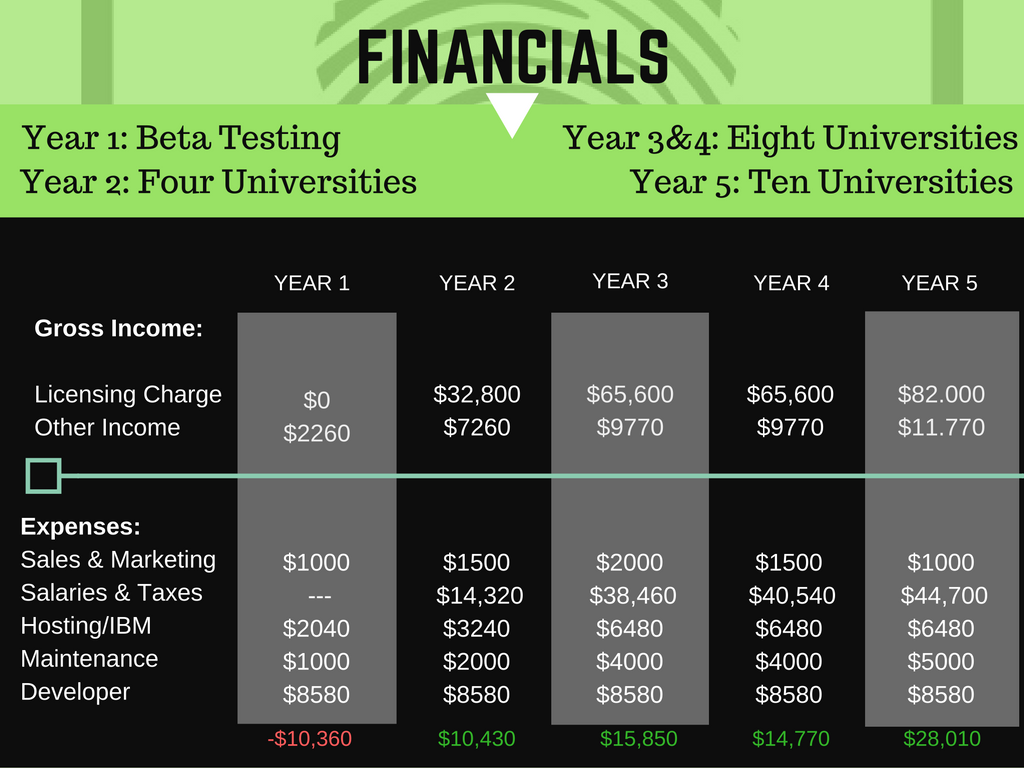 FINANCIALS
Year 1: Beta Testing
Year 2: Four Universities
Year 3&4: Eight Universities
Year 5: Ten Universities
YEAR 1 YEAR 2 YEAR 3 YEAR 4 YEAR 5
Gross Income:
Licensing Charge $0 $32,800 $65,600 $65,600 $82.000
Other Income $2260 $7260 $9770 $9770 $11.770
Expenses:
Sales & Marketing $1000 $1500 $2000 $1500 $1000
Salaries & Taxes --- $14,320 $38,460 $40,540 $44,700
Hosting/IBM $2040 $3240 $6480 $6480 $6480
Maintenance $1000 $2000 $4000 $4000 $5000
Developer $8580 $8580 $8580 $8580 $8580
-$10,360 $10,430 $15,850 $14,770 $28,010